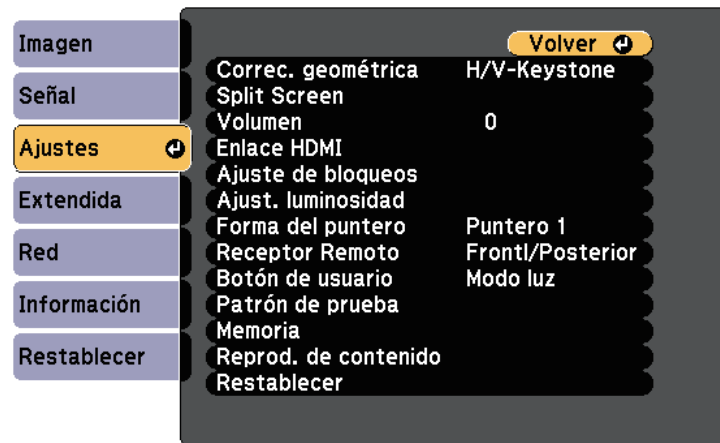 Imagen
Señal
Ajustes
Extendida
Red
Información
Restablecer
Volver
Correc. geométrica H/V-Keystone
Split Screen
Volumen 0
Enlace HDMI
Ajuste de bloqueos
Ajust. luminosidad
Forma del puntero Puntero 1
Receptor Remoto Frontl/Posterior
Botón de usuario Modo luz
Patrón de prueba
Memoria
Reprod. de contenido
Restablecer